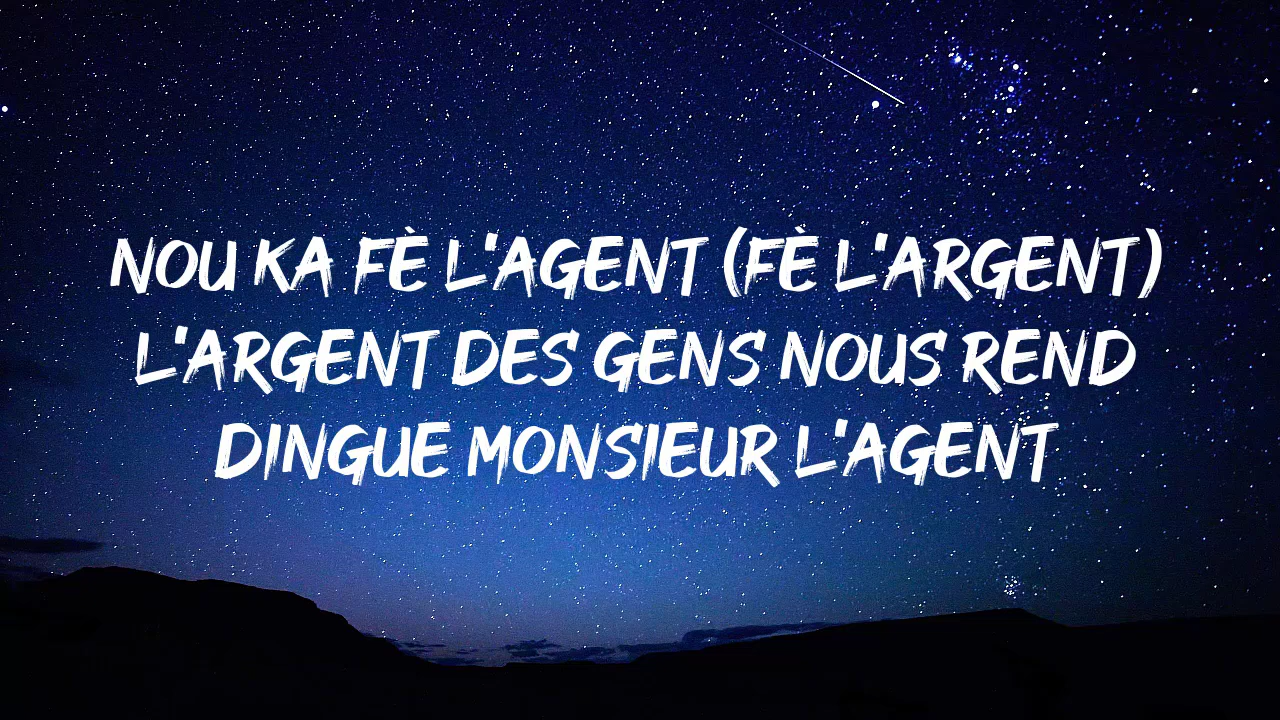 NOU KA FÈ L'AGENT (FÈ L'ARGENT)
L'ARGENT DES GENS NOUS REND
DINGUE MONSIEUR L'AGENT